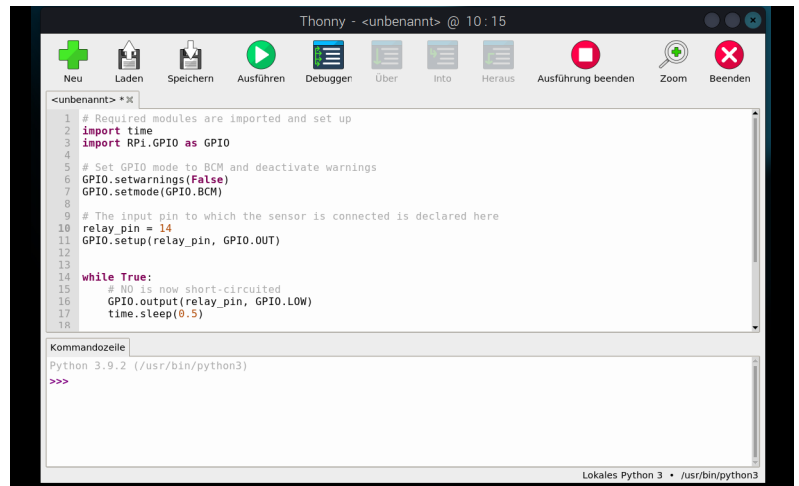 Thonny - <unbenannt> @ 10 : 15
Neu Laden Speichern Ausführen Debuggen Über Into Heraus Ausführung beenden Zoom Beenden
<unbenannt> *
1 # Required modules are imported and set up
2 import time
3 import RPi.GPIO as GPIO
4
5 # Set GPIO mode to BCM and deactivate warnings
6 GPIO.setwarnings(False)
7 GPIO.setmode(GPIO.BCM)
8
9 # The input pin to which the sensor is connected is declared here
10 relay_pin = 14
11 GPIO.setup(relay_pin, GPIO.OUT)
12
13
14 while True:
15     # NO is now short-circuited
16     GPIO.output(relay_pin, GPIO.LOW)
17     time.sleep(0.5)
18
Kommandozeile
Python 3.9.2 (/usr/bin/python3)
>>>
Lokales Python 3 • /usr/bin/python3